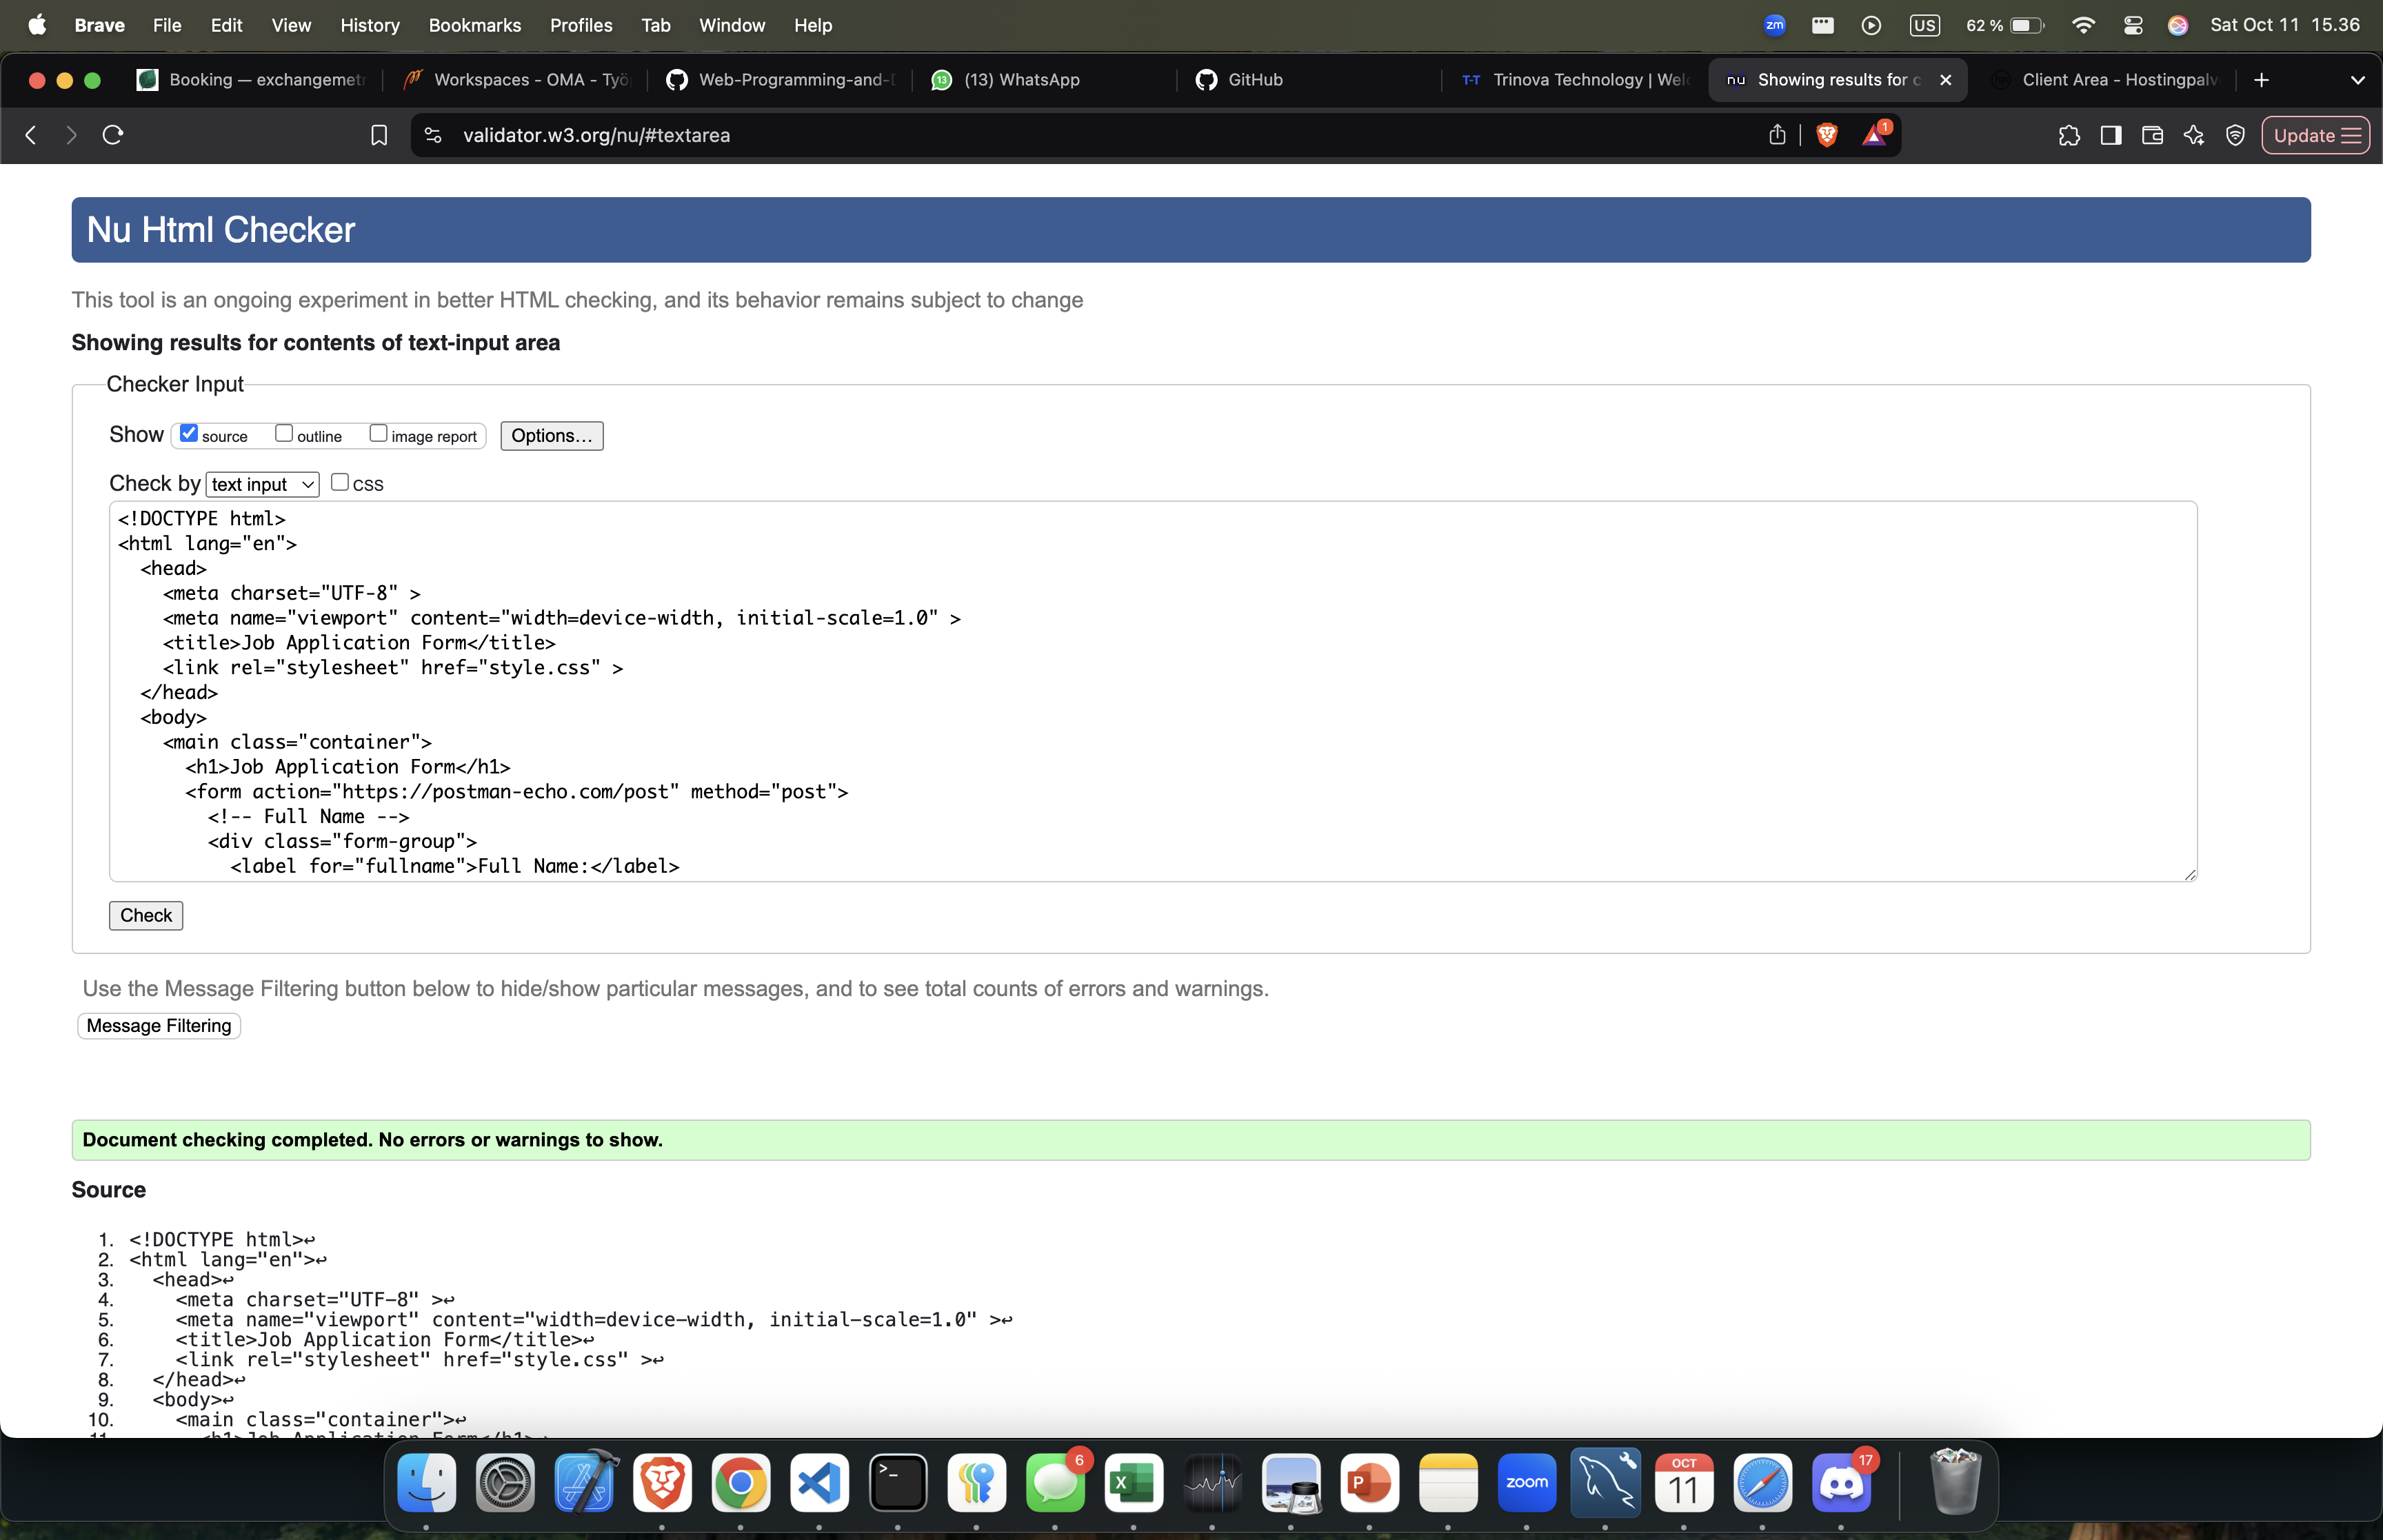 Brave File Edit View History Bookmarks Profiles Tab Window Help zm US 62 % Sat Oct 11 15.36
Booking — exchangemet Workspaces - OMA - Työ Web-Programming-and- 13 (13) WhatsApp GitHub T-T Trinova Technology | Wel nu Showing results for c Client Area - Hostingpalv
validator.w3.org/nu/#textarea 1 Update
Nu Html Checker
This tool is an ongoing experiment in better HTML checking, and its behavior remains subject to change
Showing results for contents of text-input area
Checker Input
Show source outline image report Options...
Check by text input CSS
<!DOCTYPE html>
<html lang="en">
<head>
<meta charset="UTF-8" >
<meta name="viewport" content="width=device-width, initial-scale=1.0" >
<title>Job Application Form</title>
<link rel="stylesheet" href="style.css" >
</head>
<body>
<main class="container">
<h1>Job Application Form</h1>
<form action="https://postman-echo.com/post" method="post">
<!-- Full Name -->
<div class="form-group">
<label for="fullname">Full Name:</label>
Check
Use the Message Filtering button below to hide/show particular messages, and to see total counts of errors and warnings.
Message Filtering
Document checking completed. No errors or warnings to show.
Source
1. <!DOCTYPE html>↩
2. <html lang="en">↩
3. <head>↩
4. <meta charset="UTF-8" >↩
5. <meta name="viewport" content="width=device-width, initial-scale=1.0" >↩
6. <title>Job Application Form</title>↩
7. <link rel="stylesheet" href="style.css" >↩
8. </head>↩
9. <body>↩
10. <main class="container">↩
11. <h1>Job Application Form</h1>↩
>_ 6 X P zoom OCT 11 17